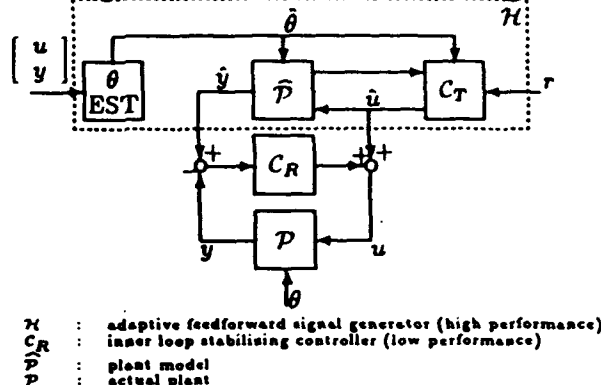 θ̂
ℋ
[ u
y ]
θ
EST
ŷ
𝒫̂
û
C_T
r
+
−
C_R
+
+
y
𝒫
u
θ
ℋ : adaptive feedforward signal generator (high performance)
C_R : inner loop stabilising controller (low performance)
𝒫̂ : plant model
𝒫 : actual plant